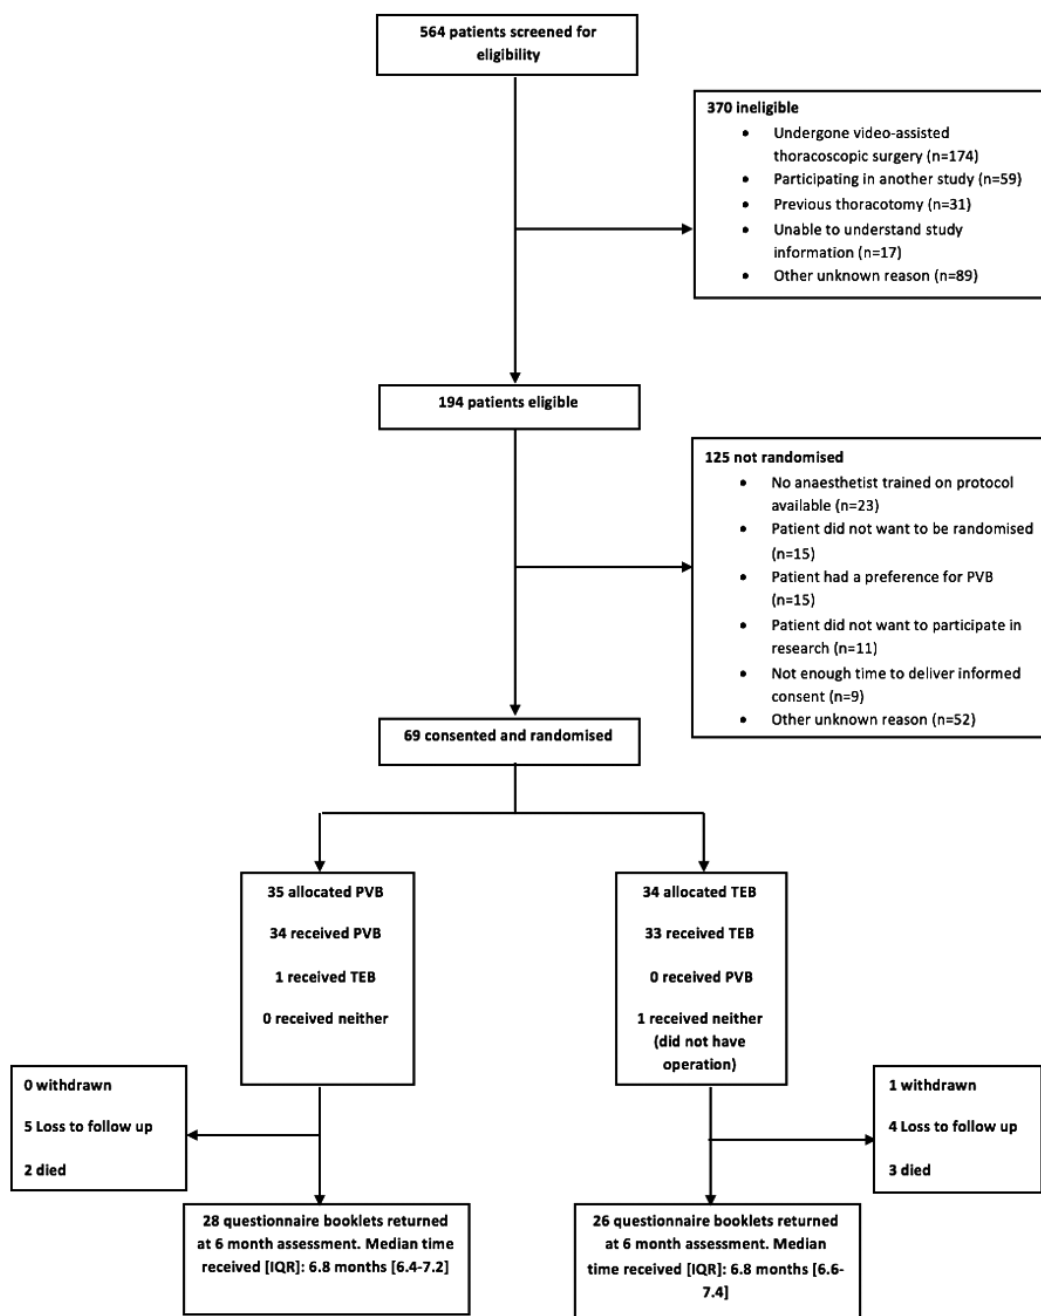 564 patients screened for
eligibility
370 ineligible
• Undergone video-assisted
thoracoscopic surgery (n=174)
• Participating in another study (n=59)
• Previous thoracotomy (n=31)
• Unable to understand study
information (n=17)
• Other unknown reason (n=89)
194 patients eligible
125 not randomised
• No anaesthetist trained on protocol
available (n=23)
• Patient did not want to be randomised
(n=15)
• Patient had a preference for PVB
(n=15)
• Patient did not want to participate in
research (n=11)
• Not enough time to deliver informed
consent (n=9)
• Other unknown reason (n=52)
69 consented and randomised
35 allocated PVB
34 received PVB
1 received TEB
0 received neither
34 allocated TEB
33 received TEB
0 received PVB
1 received neither
(did not have
operation)
0 withdrawn
5 Loss to follow up
2 died
1 withdrawn
4 Loss to follow up
3 died
28 questionnaire booklets returned
at 6 month assessment. Median time
received [IQR]: 6.8 months [6.4-7.2]
26 questionnaire booklets returned
at 6 month assessment. Median
time received [IQR]: 6.8 months [6.6-
7.4]